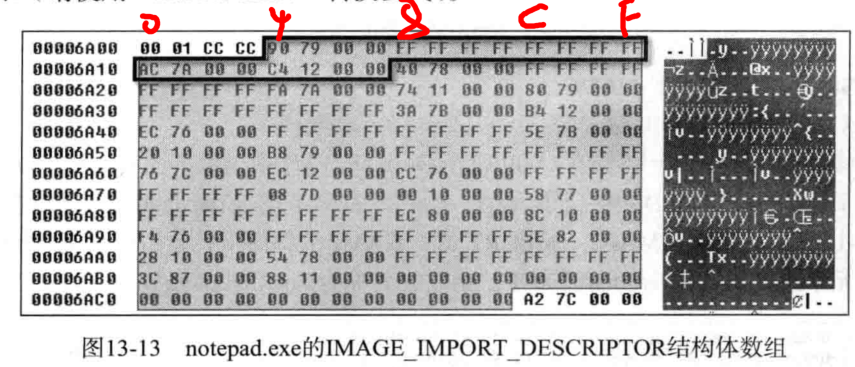 0 4 8 C F
00006A00 00 01 CC CC 90 79 00 00 FF FF FF FF FF FF FF FF ..ÌÌ.y..ÿÿÿÿÿÿÿÿ
00006A10 AC 7A 00 00 C4 12 00 00 40 78 00 00 FF FF FF FF ¬z..Ä...@x..ÿÿÿÿ
00006A20 FF FF FF FF FA 7A 00 00 74 11 00 00 80 79 00 00 ÿÿÿÿúz..t...
00006A30 FF FF FF FF FF FF FF FF 3A 7B 00 00 B4 12 00 00 ÿÿÿÿÿÿÿÿ:{..
00006A40 EC 76 00 00 FF FF FF FF FF FF FF FF 5E 7B 00 00 ìv..ÿÿÿÿÿÿÿÿ^{..
00006A50 20 10 00 00 B8 79 00 00 FF FF FF FF FF FF FF FF ... y..ÿÿÿÿÿÿÿÿ
00006A60 76 7C 00 00 EC 12 00 00 CC 76 00 00 FF FF FF FF v|..ì...Ìv..ÿÿÿÿ
00006A70 FF FF FF FF 08 7D 00 00 00 10 00 00 58 77 00 00 ÿÿÿÿ.}......Xw..
00006A80 FF FF FF FF FF FF FF FF EC 80 00 00 8C 10 00 00 ÿÿÿÿÿÿÿÿì€..Œ...
00006A90 F4 76 00 00 FF FF FF FF FF FF FF FF 5E 82 00 00 ôv..ÿÿÿÿÿÿÿÿ^‚..
00006AA0 28 10 00 00 54 78 00 00 FF FF FF FF FF FF FF FF (...Tx..ÿÿÿÿÿÿÿÿ
00006AB0 3C 87 00 00 88 11 00 00 00 00 00 00 00 00 00 00 <‡..ˆ...........
00006AC0 00 00 00 00 00 00 00 00 00 00 00 00 A2 7C 00 00 ............¢|..
图13-13 notepad.exe的IMAGE_IMPORT_DESCRIPTOR结构体数组